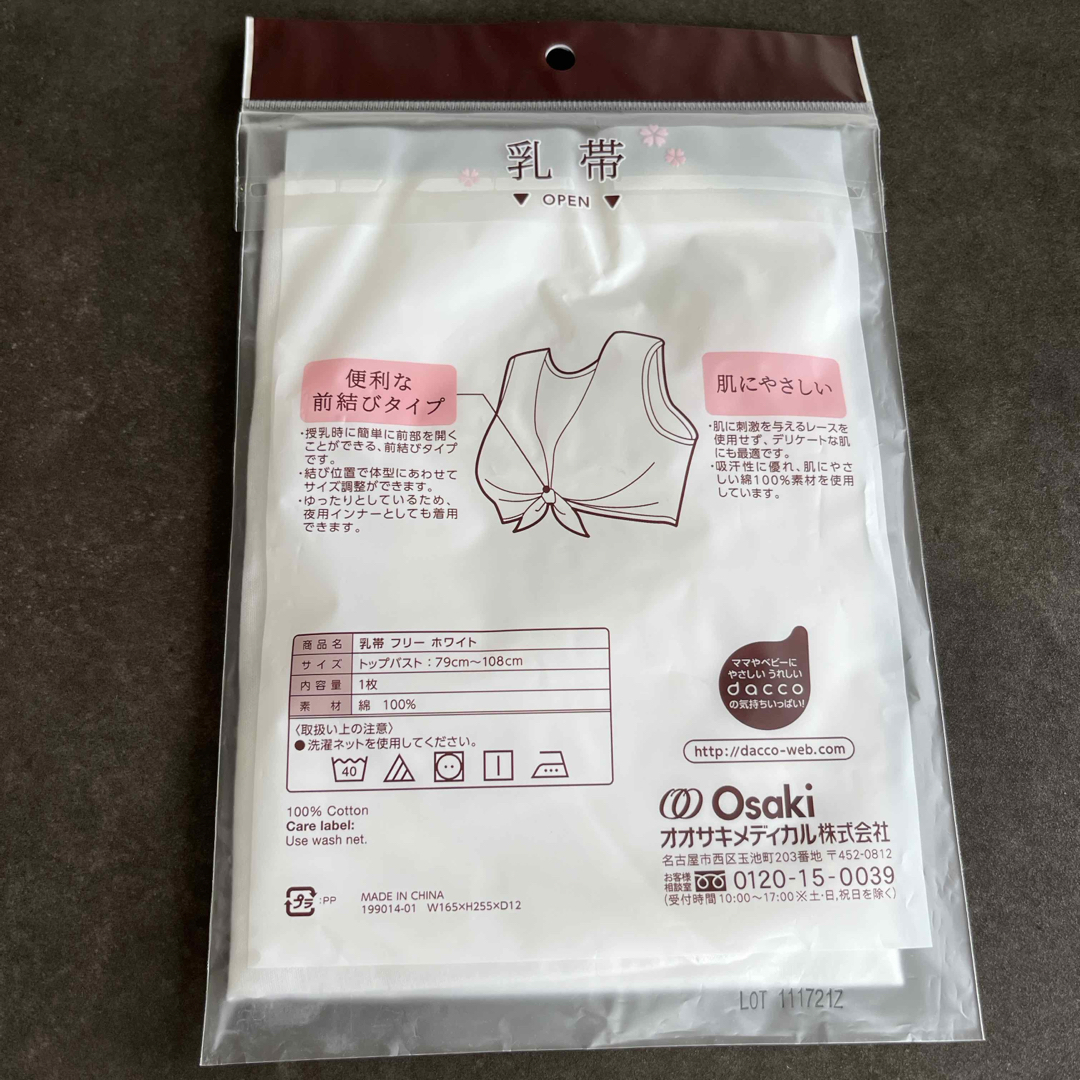 乳帯
▼ OPEN ▼
便利な
前結びタイプ
・授乳時に簡単に前部を開く
ことができる、前結びタイプ
です。
・結び位置で体型にあわせて
サイズ調整ができます。
・ゆったりとしているため、
夜用インナーとしても着用
できます。
肌にやさしい
・肌に刺激を与えるレースを
使用せず、デリケートな肌
にも最適です。
・吸汗性に優れ、肌にやさ
しい綿100%素材を使用
しています。
商品名 乳帯 フリー ホワイト
サイズ トップバスト：79cm〜108cm
内容量 1枚
素材 綿 100%
〈取扱い上の注意〉
●洗濯ネットを使用してください。
40
100% Cotton
Care label:
Use wash net.
プラ :PP
MADE IN CHINA
199014-01 W165×H255×D12
ママやベビーに
やさしい うれしい
dacco
の気持ちいっぱい!
http://dacco-web.com
Osaki
オオサキメディカル株式会社
名古屋市西区玉池町203番地 〒452-0812
お客様
相談室 0120-15-0039
(受付時間 10:00〜17:00※土・日,祝日を除く)
LOT 111721Z